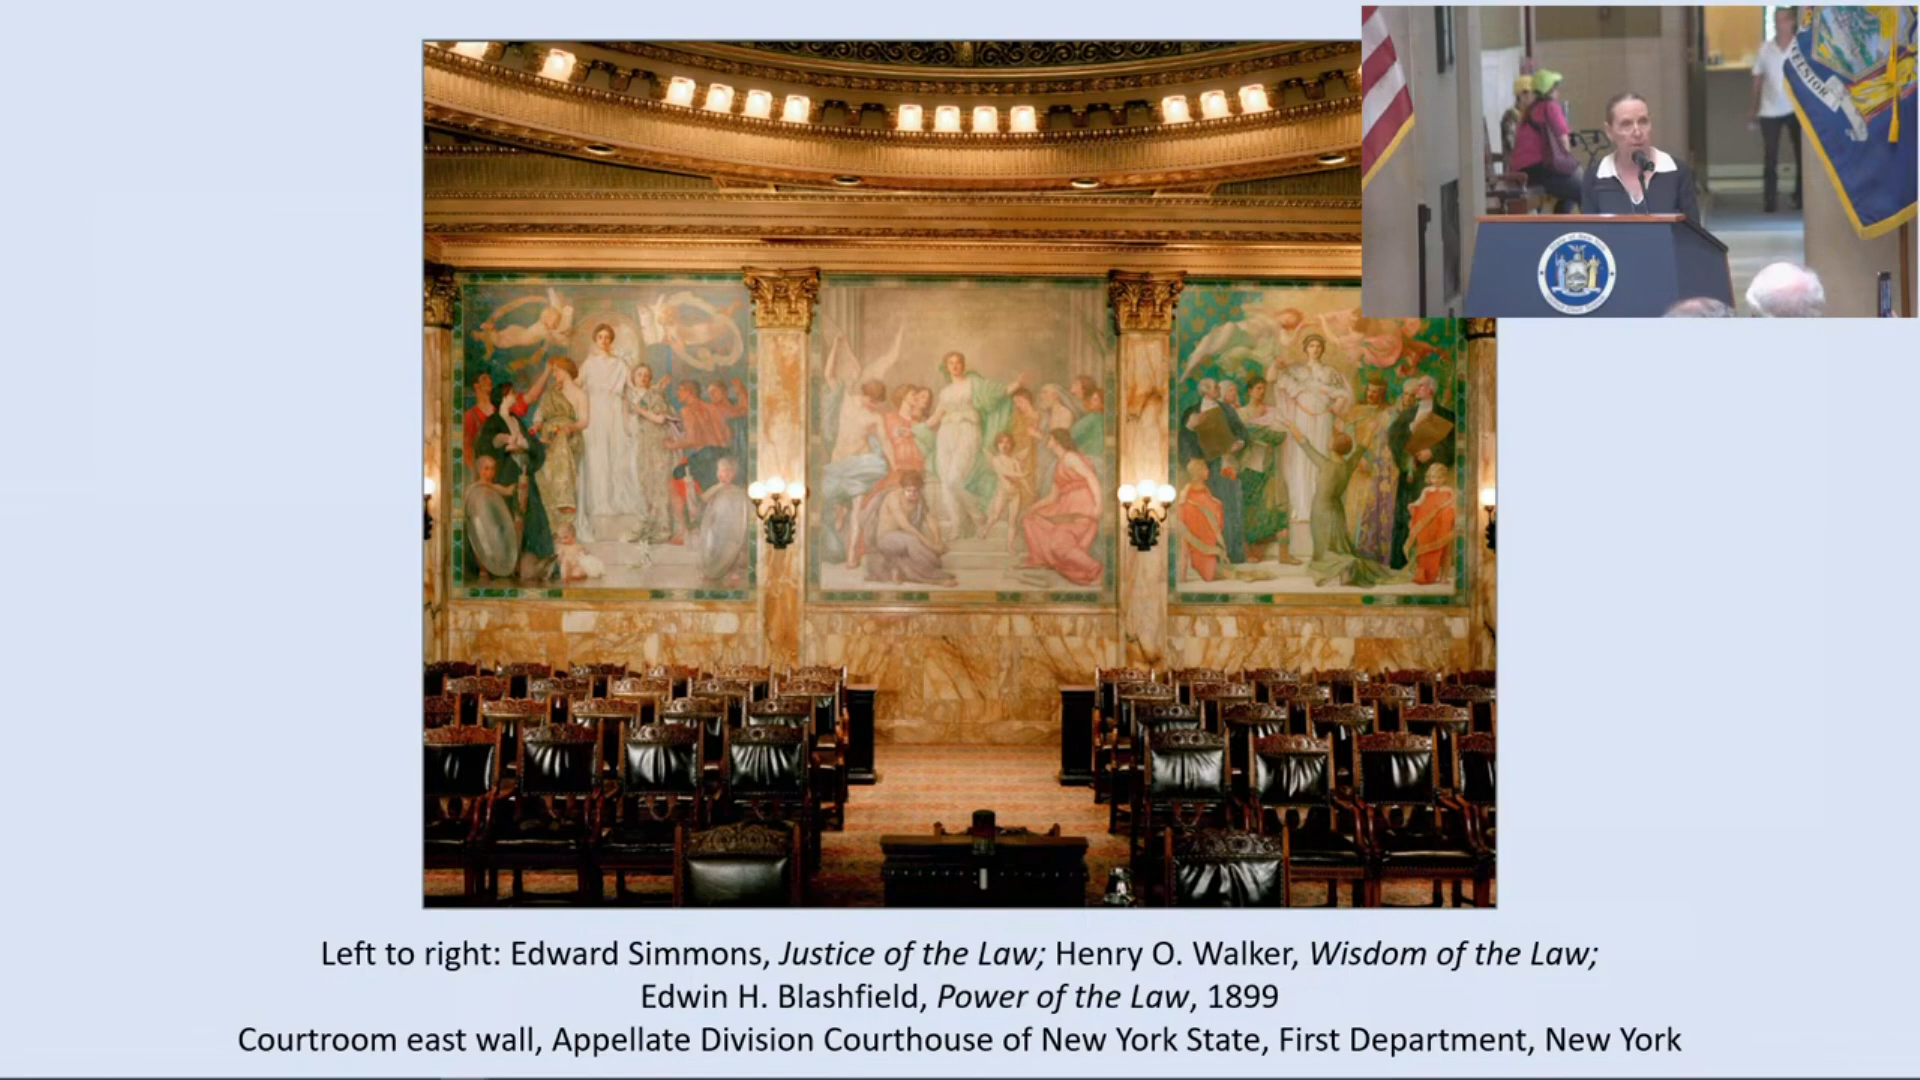 EXCELSIOR
Left to right: Edward Simmons, Justice of the Law; Henry O. Walker, Wisdom of the Law;
Edwin H. Blashfield, Power of the Law, 1899
Courtroom east wall, Appellate Division Courthouse of New York State, First Department, New York